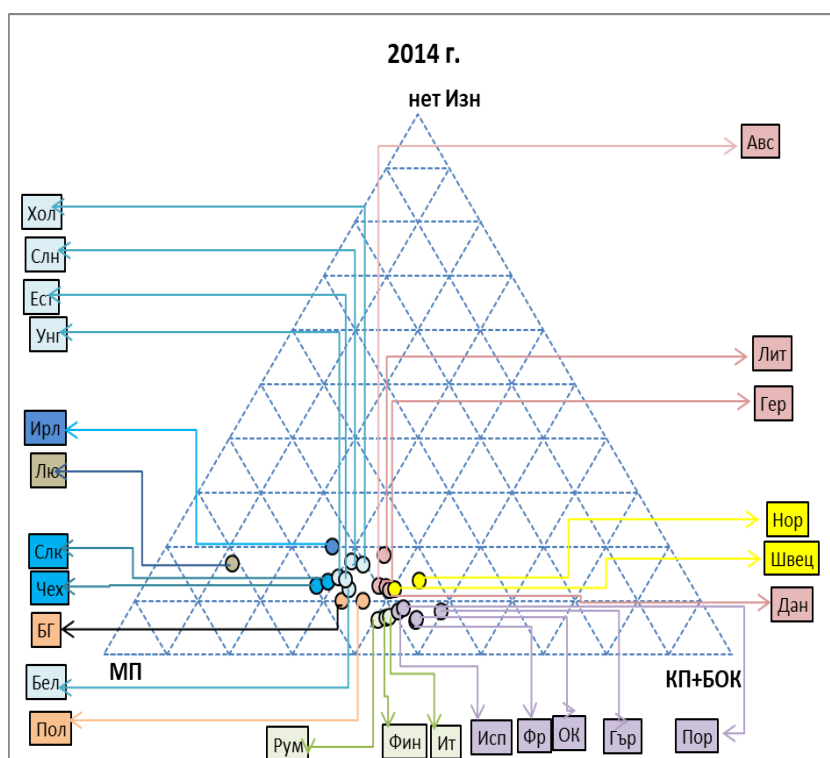 2014 г.
нет Изн
Авс
Хол
Слн
Ест
Унг
Лит
Гер
Ирл
Лю
Нор
Слк
Швец
Чех
Дан
БГ
МП
КП+БОК
Бел
Пол
Рум
Фин
Ит
Исп
Фр
ОК
Гър
Пор